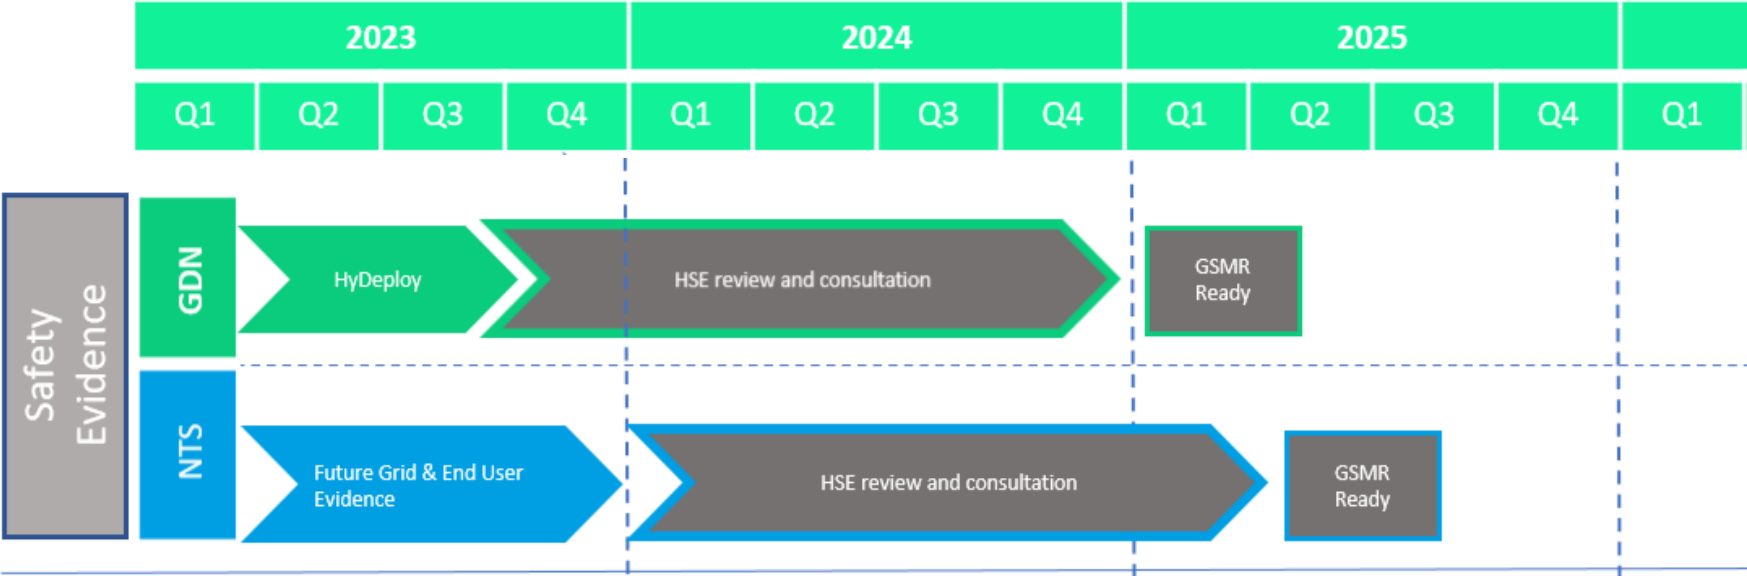 2023 2024 2025
Q1 Q2 Q3 Q4 Q1 Q2 Q3 Q4 Q1 Q2 Q3 Q4 Q1
Safety
Evidence
GDN
HyDeploy
HSE review and consultation
GSMR
Ready
NTS
Future Grid & End User
Evidence
HSE review and consultation
GSMR
Ready